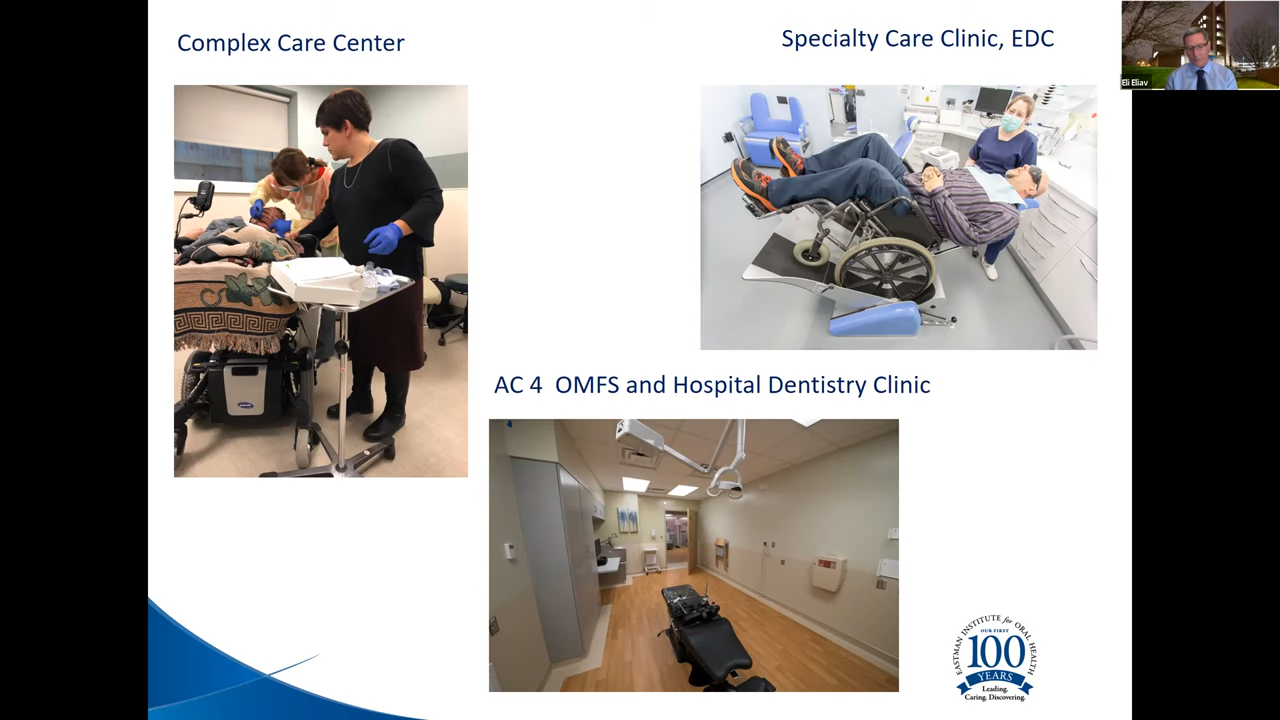 Complex Care Center
Specialty Care Clinic, EDC
Eli Eliav
AC 4  OMFS and Hospital Dentistry Clinic
EASTMAN INSTITUTE for ORAL HEALTH
OUR FIRST
100
YEARS
Leading.
Caring. Discovering.